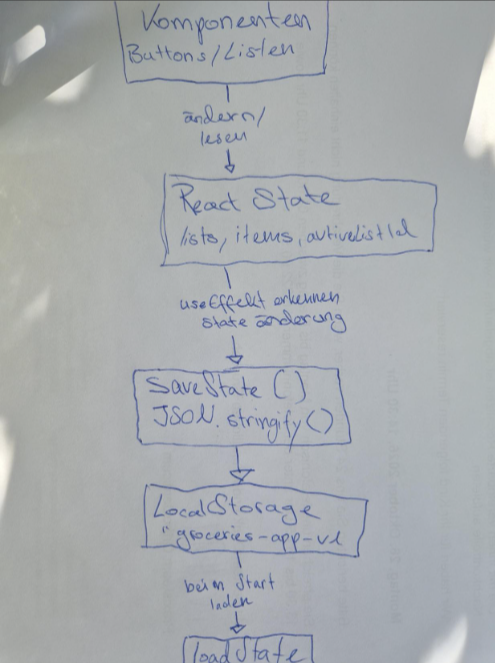 Komponenten
Buttons/Listen
ändern/
lesen
React State
lists, items, avtivelistId
useEffekt erkennen
state änderung
SaveState ()
JSON.stringify()
LocalStorage
"groceries-app-v1
beim Start
laden
loadState